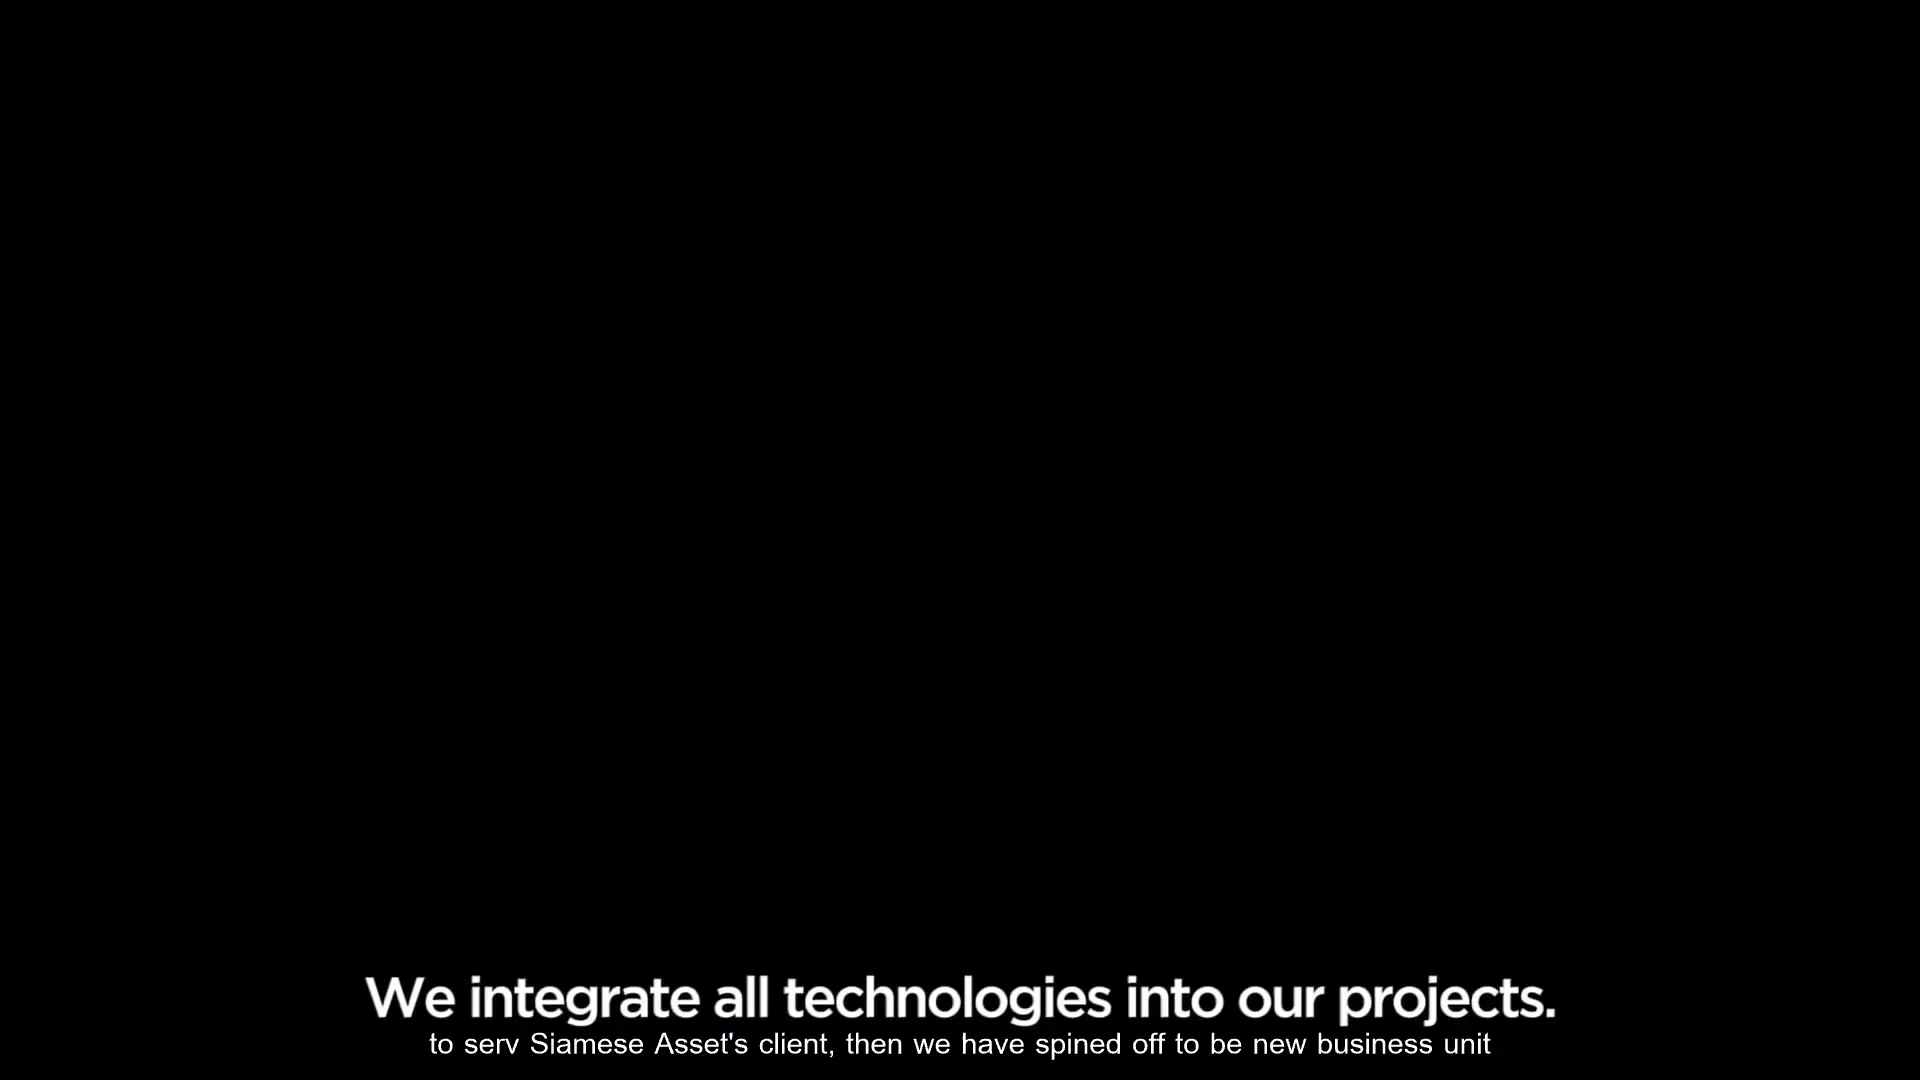 We integrate all technologies into our projects.
to serv Siamese Asset's client, then we have spined off to be new business unit